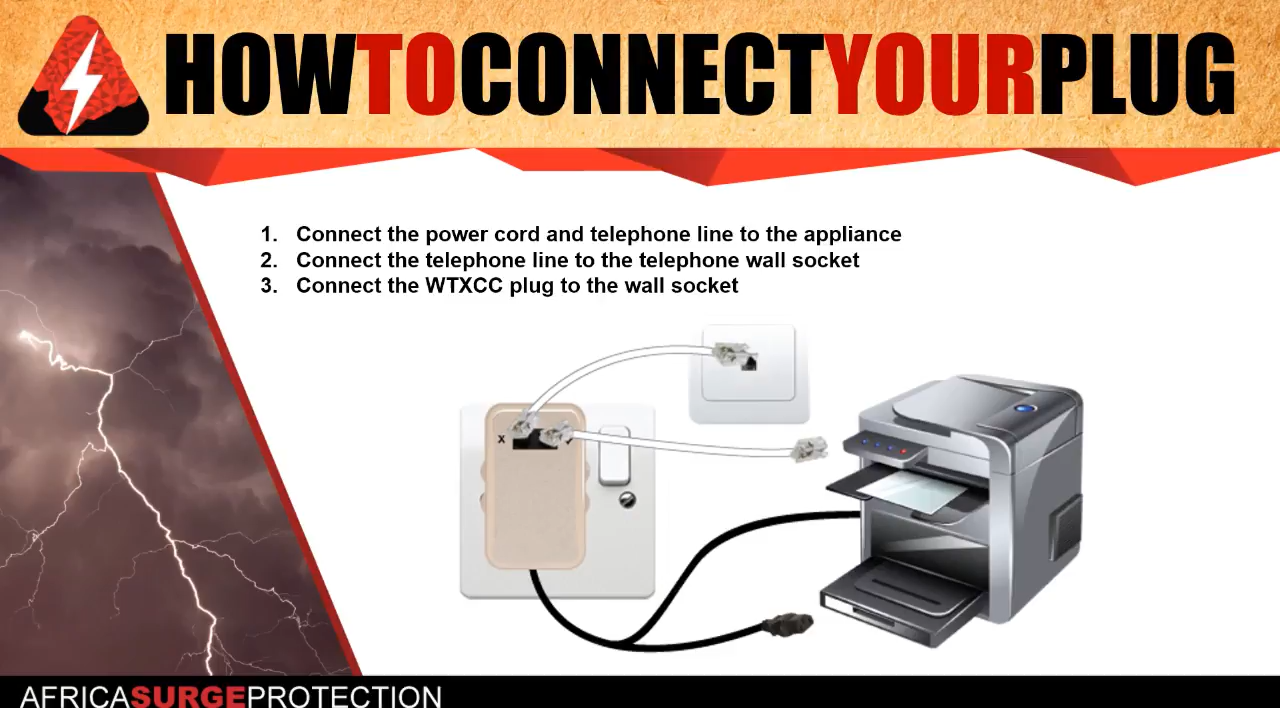 HOWTOCONNECTYOURPLUG
1. Connect the power cord and telephone line to the appliance
2. Connect the telephone line to the telephone wall socket
3. Connect the WTXCC plug to the wall socket
X ✓
AFRICASURGEPROTECTION